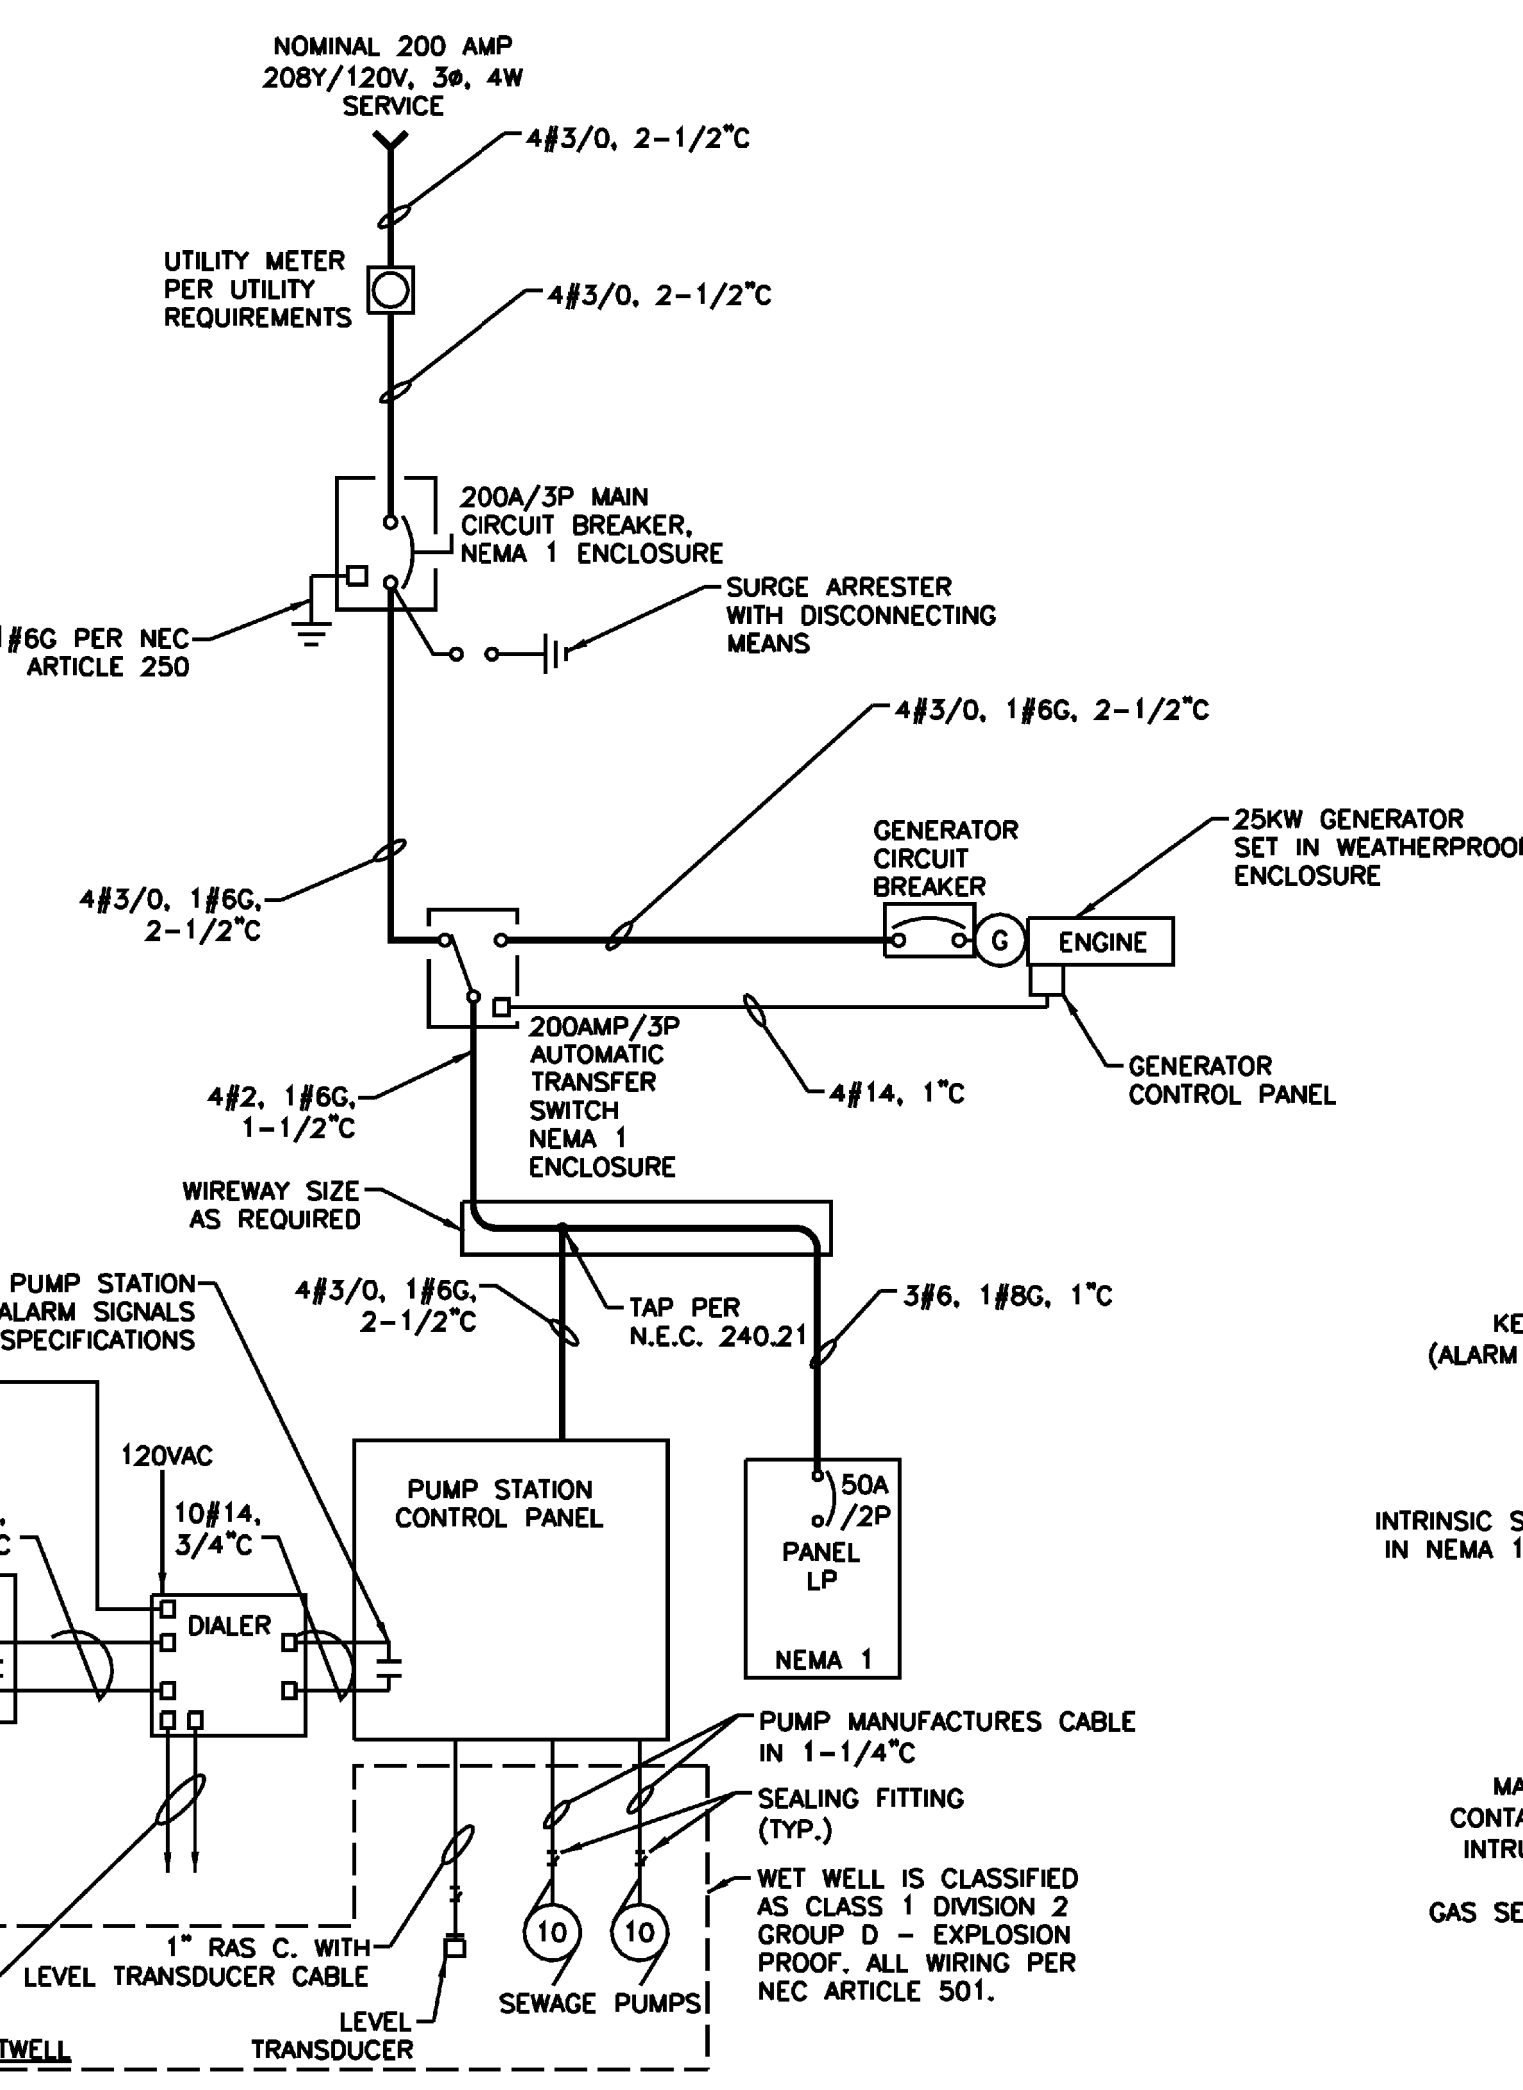 NOMINAL 200 AMP
208Y/120V, 3ø, 4W
SERVICE
4#3/0, 2-1/2"C
UTILITY METER
PER UTILITY
REQUIREMENTS
4#3/0, 2-1/2"C
200A/3P MAIN
CIRCUIT BREAKER,
NEMA 1 ENCLOSURE
SURGE ARRESTER
WITH DISCONNECTING
MEANS
1#6G PER NEC
ARTICLE 250
4#3/0, 1#6G, 2-1/2"C
GENERATOR
CIRCUIT
BREAKER
25KW GENERATOR
SET IN WEATHERPROOF
ENCLOSURE
4#3/0, 1#6G,
2-1/2"C
G
ENGINE
200AMP/3P
AUTOMATIC
TRANSFER
SWITCH
NEMA 1
ENCLOSURE
4#2, 1#6G,
1-1/2"C
4#14, 1"C
GENERATOR
CONTROL PANEL
WIREWAY SIZE
AS REQUIRED
PUMP STATION
ALARM SIGNALS
SPECIFICATIONS
4#3/0, 1#6G,
2-1/2"C
TAP PER
N.E.C. 240.21
3#6, 1#8G, 1"C
KE
(ALARM
120VAC
10#14,
3/4"C
C
PUMP STATION
CONTROL PANEL
50A
/2P
PANEL
LP
NEMA 1
INTRINSIC S
IN NEMA 1
DIALER
PUMP MANUFACTURES CABLE
IN 1-1/4"C
SEALING FITTING
(TYP.)
WET WELL IS CLASSIFIED
AS CLASS 1 DIVISION 2
GROUP D - EXPLOSION
PROOF. ALL WIRING PER
NEC ARTICLE 501.
MA
CONTA
INTRU
GAS SE
10
10
1" RAS C. WITH
LEVEL TRANSDUCER CABLE
SEWAGE PUMPS
LEVEL
TRANSDUCER
TWELL